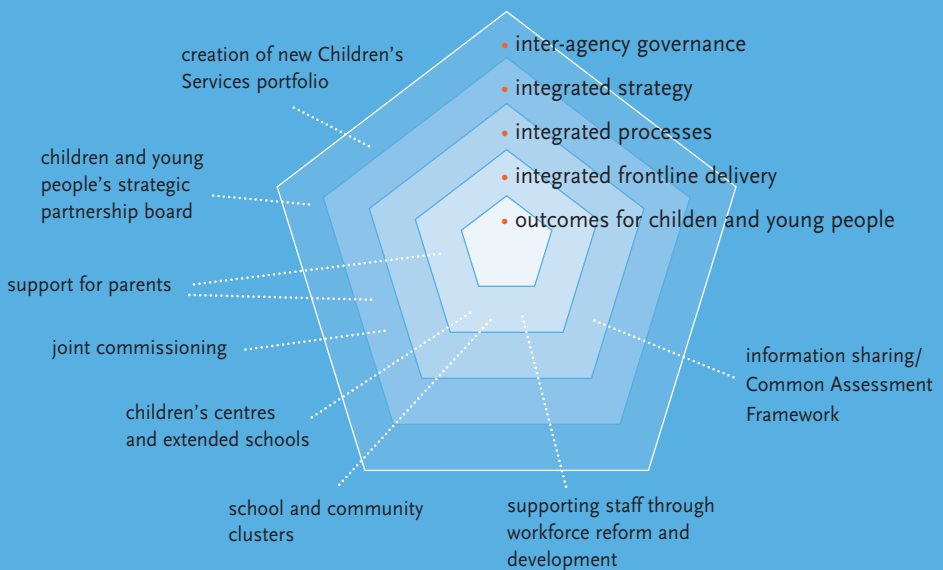 creation of new Children's
Services portfolio
children and young
people's strategic
partnership board
support for parents
joint commissioning
children's centres
and extended schools
school and community
clusters
• inter-agency governance
• integrated strategy
• integrated processes
• integrated frontline delivery
• outcomes for childen and young people
information sharing/
Common Assessment
Framework
supporting staff through
workforce reform and
development